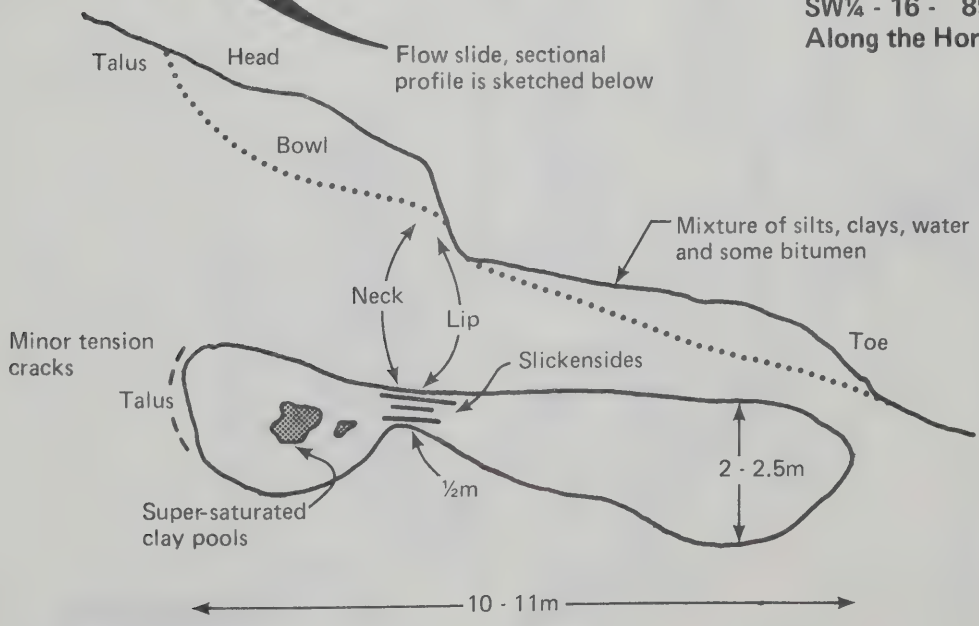 SW¼ - 16 - 8
Along the Hor
Flow slide, sectional
profile is sketched below
Talus
Head
Bowl
Mixture of silts, clays, water
and some bitumen
Neck
Lip
Toe
Minor tension
cracks
Slickensides
Talus
2 - 2.5m
½m
Super-saturated
clay pools
10 - 11m